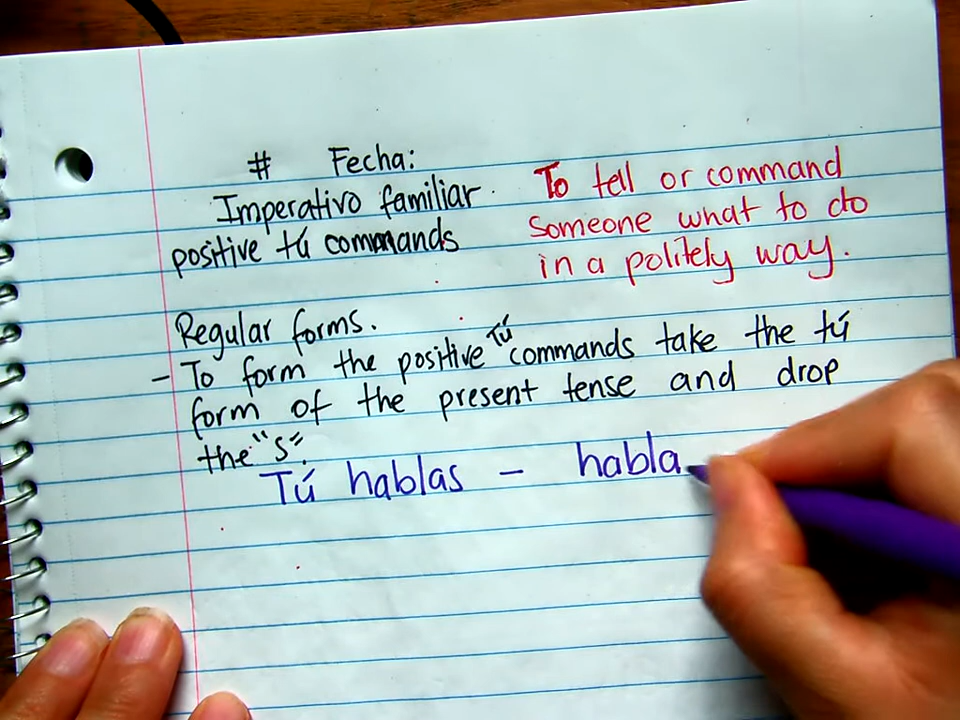 # Fecha:
Imperativo familiar
positive tú commands
To tell or command
someone what to do
in a politely way.
Regular forms.
- To form the positive Tú commands take the tú
form of the present tense and drop
the "s".
Tú hablas - habla